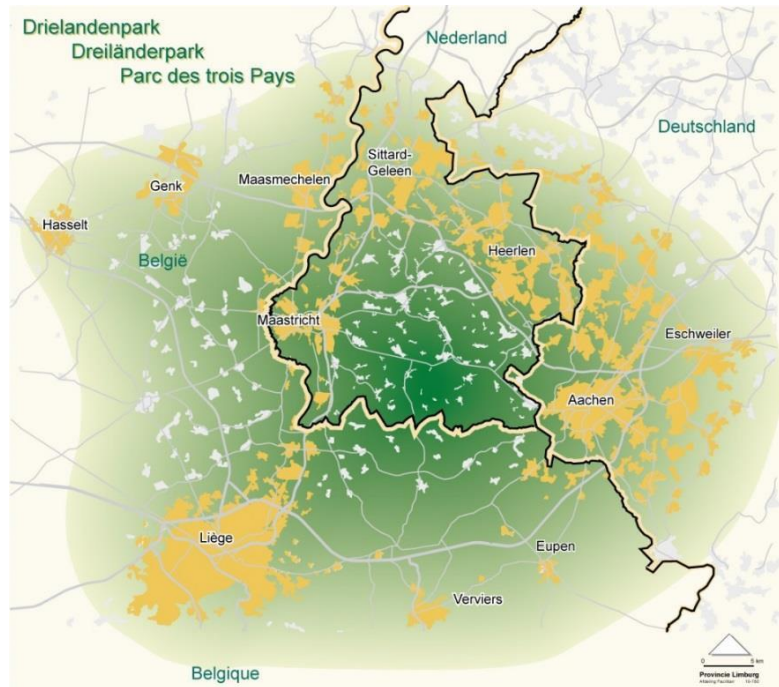 Drielandenpark
Dreiländerpark
Parc des trois Pays
Nederland
Deutschland
Sittard-
Geleen
Genk
Maasmechelen
Hasselt
Heerlen
België
Maastricht
Eschweiler
Aachen
Liège
Eupen
Verviers
Belgique
0 5 km
Provincie Limburg